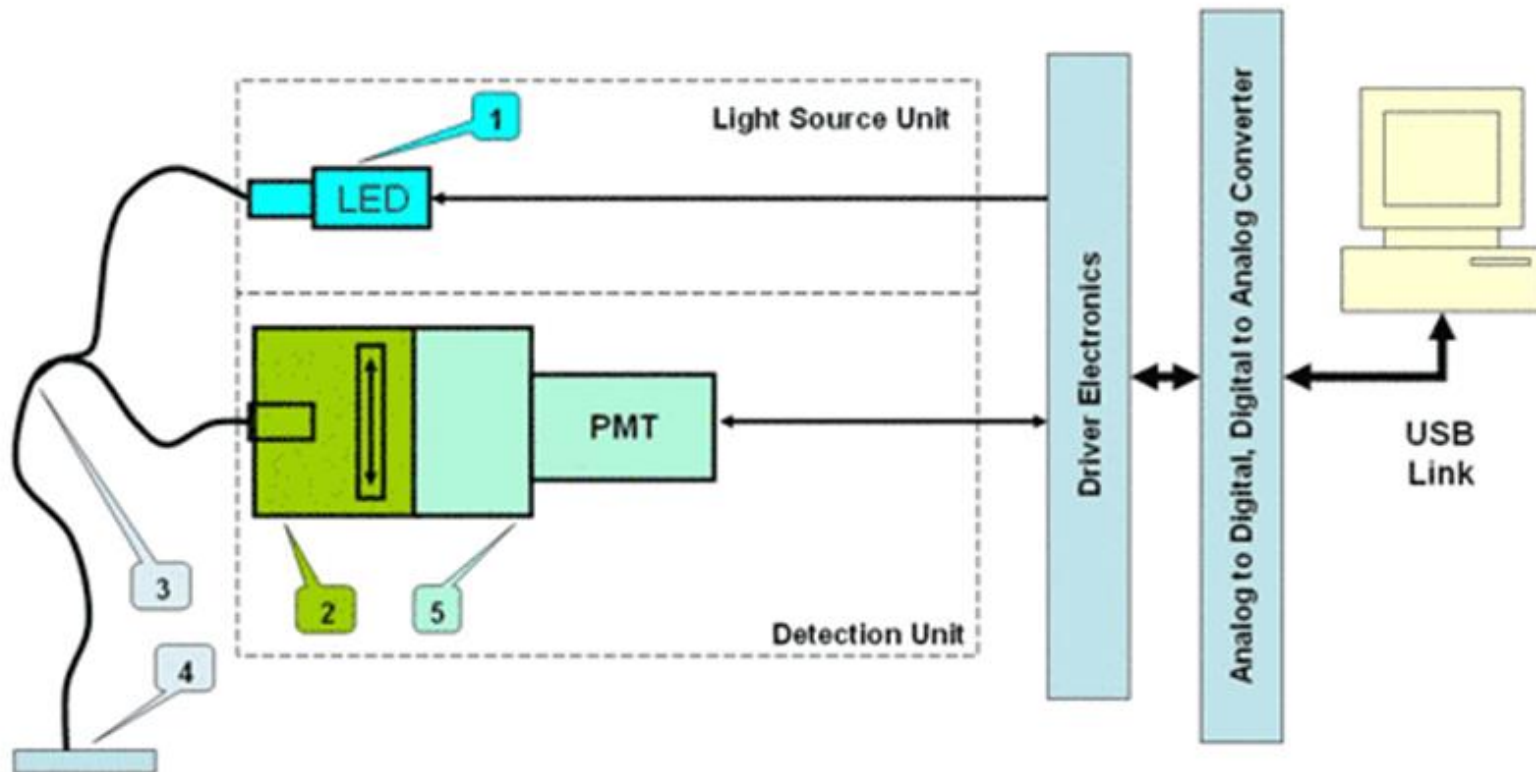 1
Light Source Unit
LED
PMT
3
2
5
4
Detection Unit
Driver Electronics
Analog to Digital, Digital to Analog Converter
USB
Link